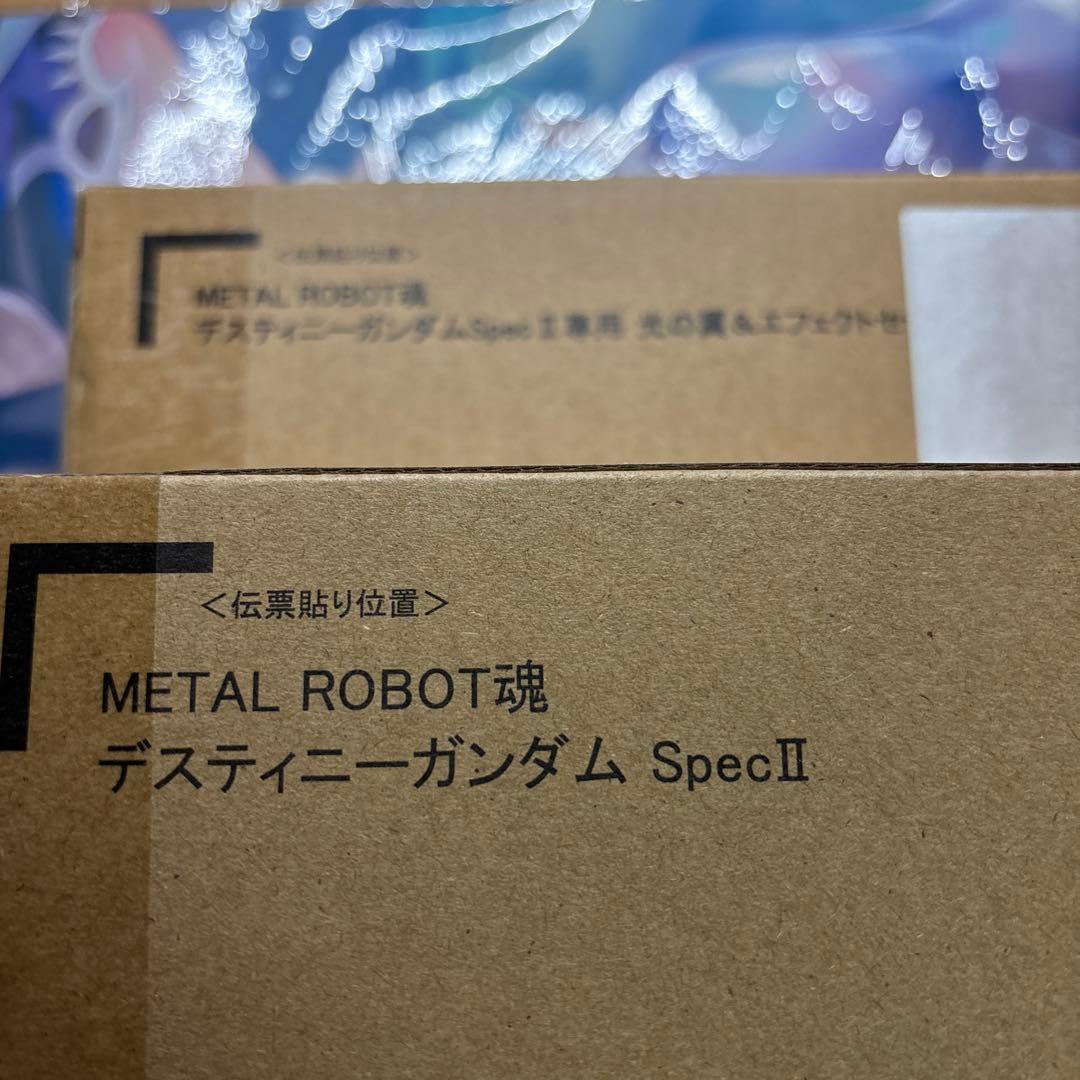 <伝票貼り位置>
METAL ROBOT魂
デスティニーガンダムSpecⅡ専用 光の翼&エフェクトセ
<伝票貼り位置>
METAL ROBOT魂
デスティニーガンダム SpecⅡ